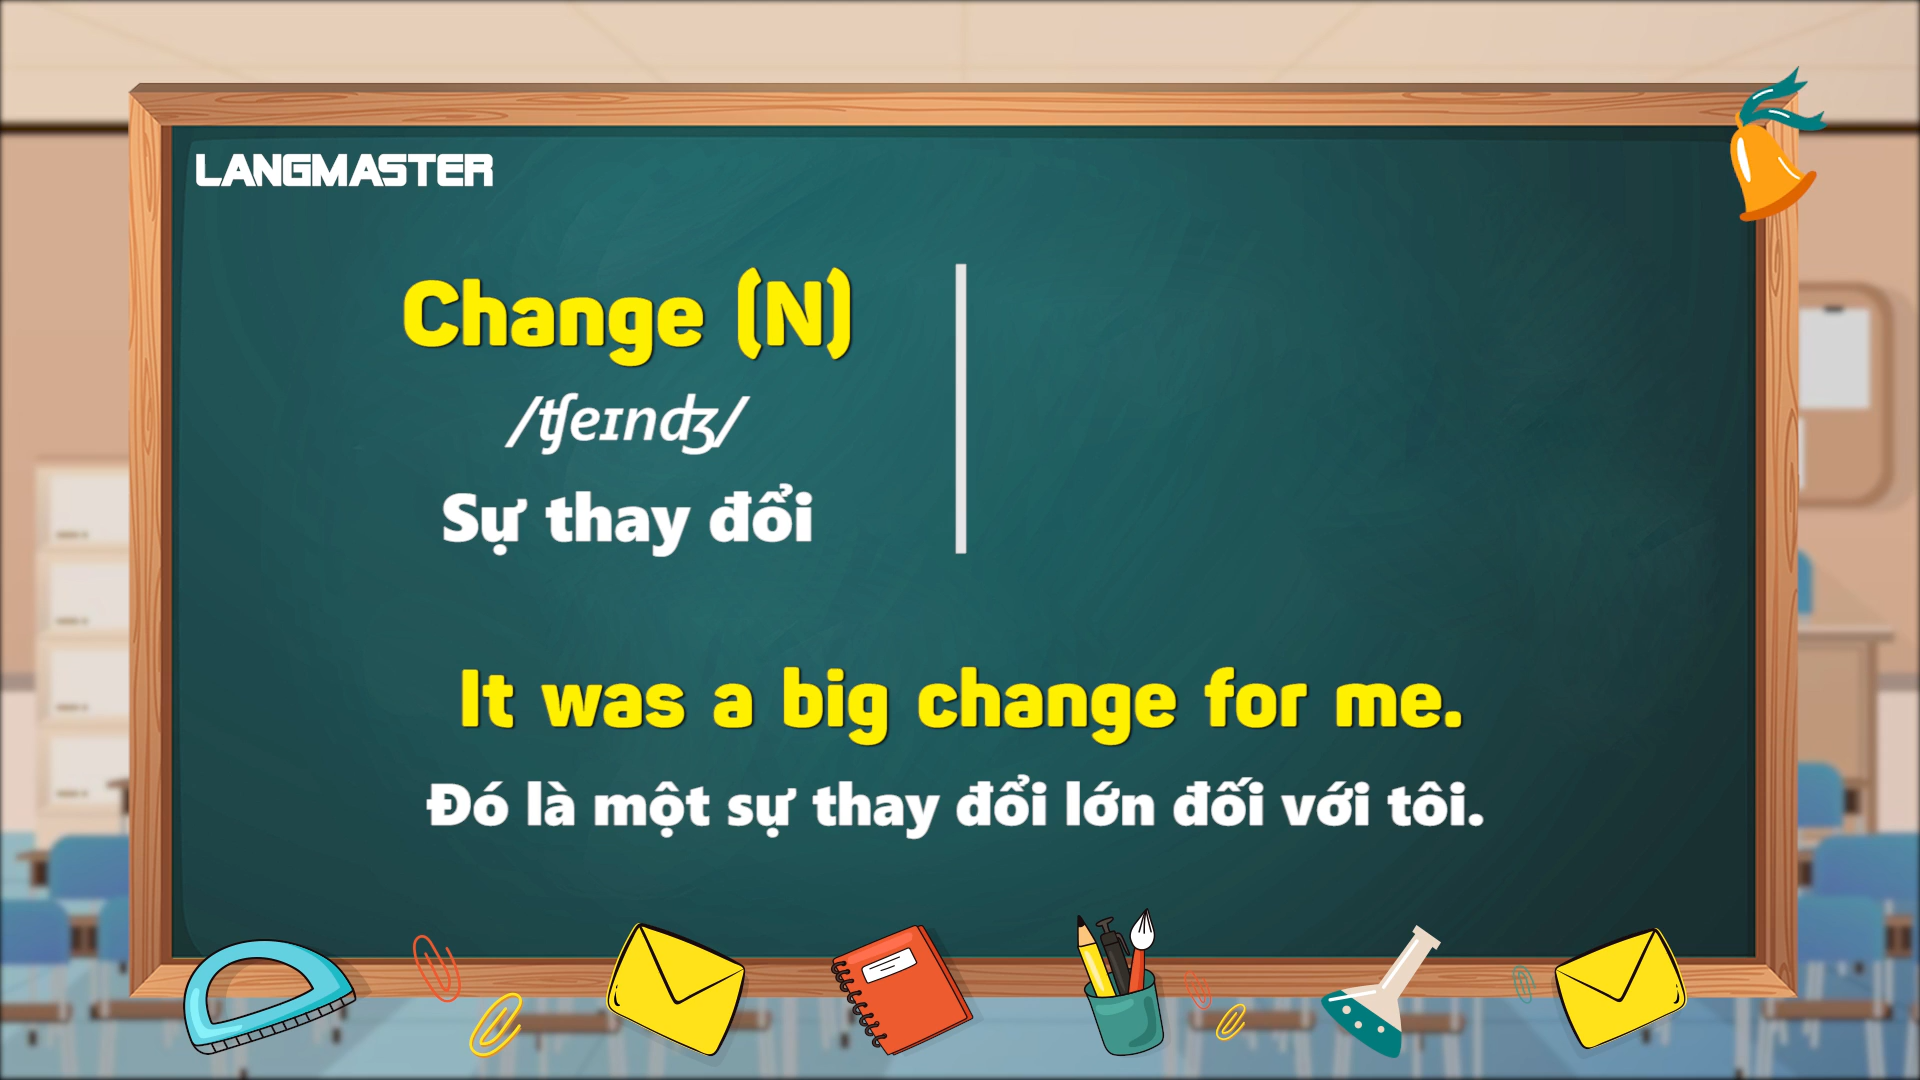 LANGMASTER
Change (N)
/ʧeɪnʤ/
Sự thay đổi
It was a big change for me.
Đó là một sự thay đổi lớn đối với tôi.